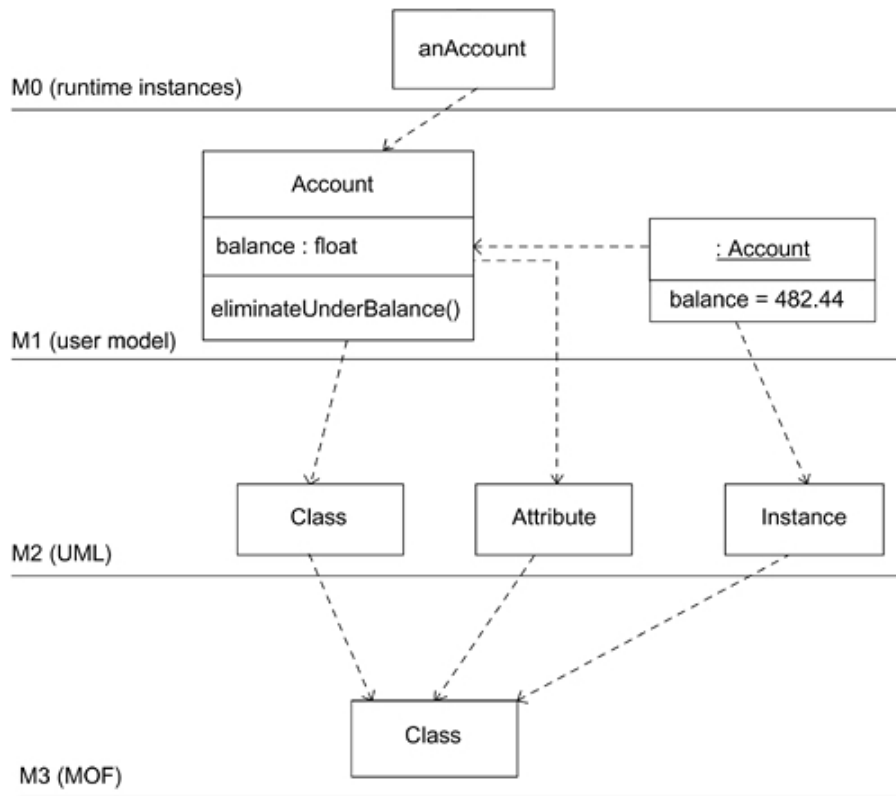 anAccount
M0 (runtime instances)
Account
balance : float
: Account
balance = 482.44
eliminateUnderBalance()
M1 (user model)
Class
Attribute
Instance
M2 (UML)
Class
M3 (MOF)